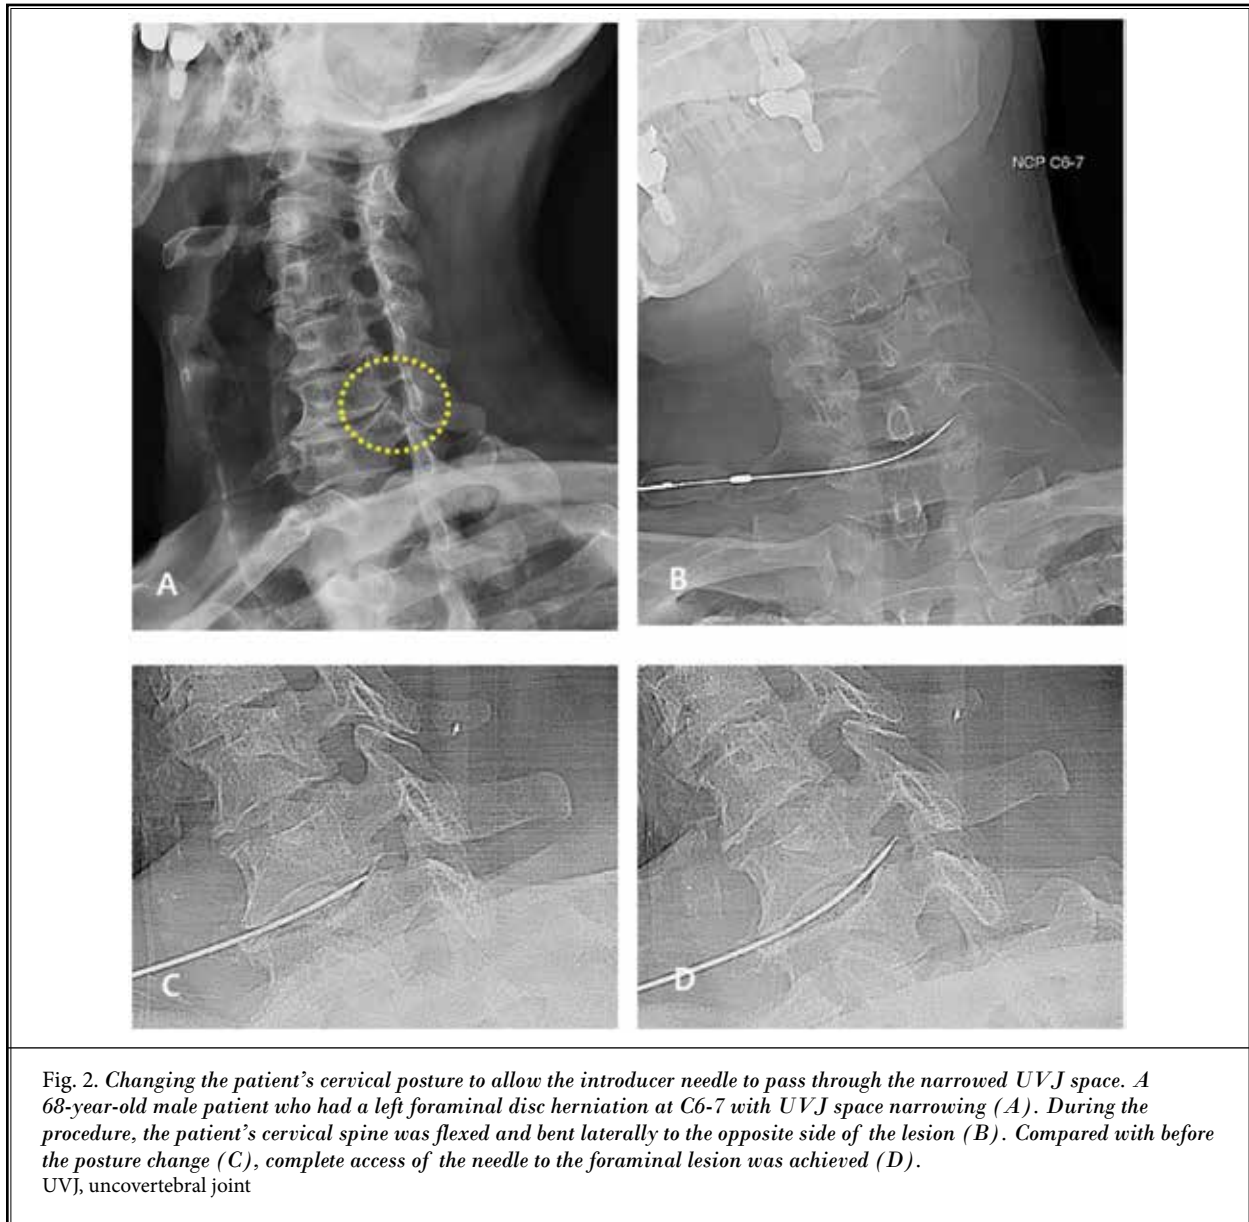 NCP C6-7
A
B
C
D
Fig. 2. Changing the patient's cervical posture to allow the introducer needle to pass through the narrowed UVJ space. A
68-year-old male patient who had a left foraminal disc herniation at C6-7 with UVJ space narrowing (A). During the
procedure, the patient's cervical spine was flexed and bent laterally to the opposite side of the lesion (B). Compared with before
the posture change (C), complete access of the needle to the foraminal lesion was achieved (D).
UVJ, uncovertebral joint